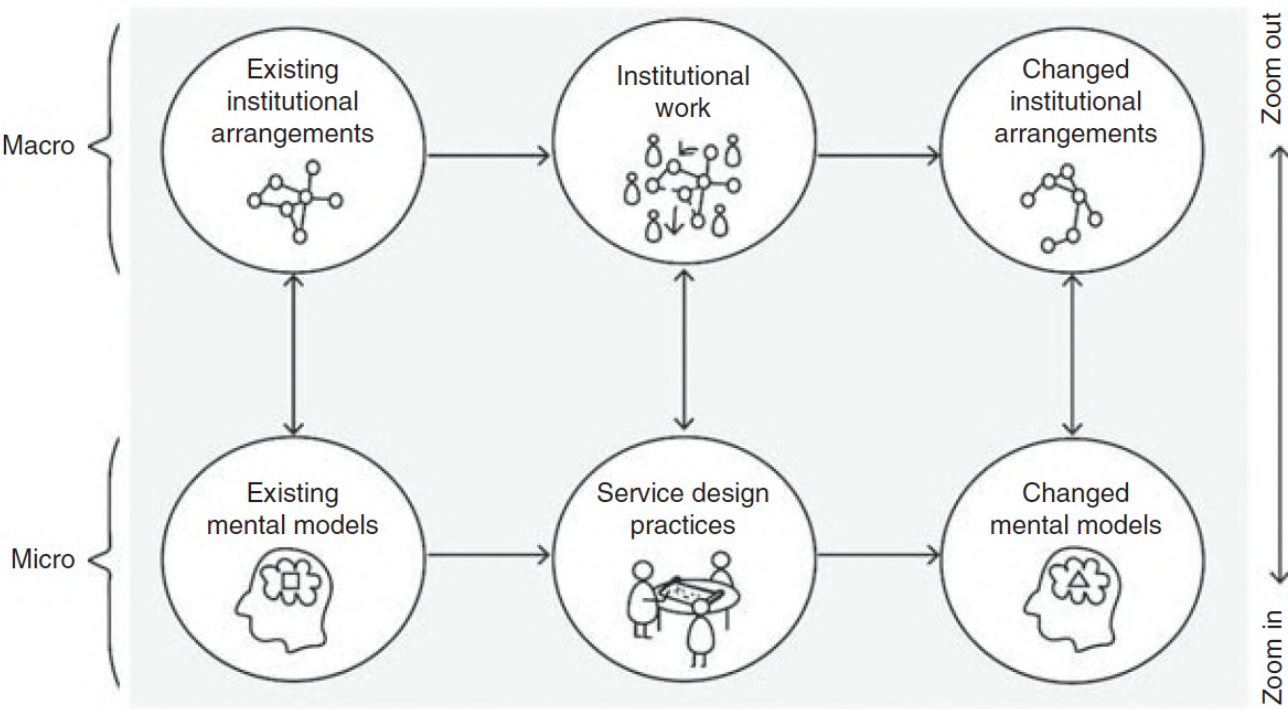 Macro
Existing
institutional
arrangements
Institutional
work
Changed
institutional
arrangements
Zoom out
Micro
Existing
mental models
Service design
practices
Changed
mental models
Zoom in